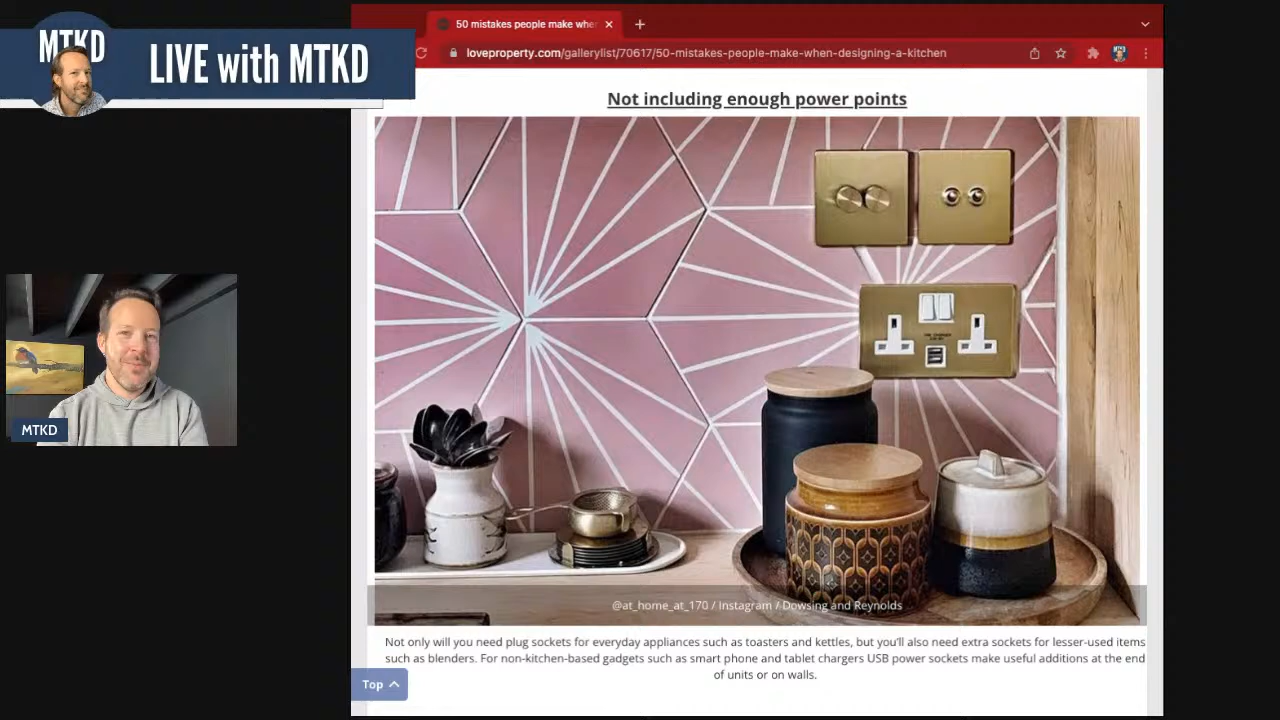 MTKD
LIVE with MTKD
50 mistakes people make whe
loveproperty.com/gallerylist/70617/50-mistakes-people-make-when-designing-a-kitchen
Not including enough power points
MTKD
@at_home_at_170 / Instagram / Dowsing and Reynolds
Not only will you need plug sockets for everyday appliances such as toasters and kettles, but you'll also need extra sockets for lesser-used items
such as blenders. For non-kitchen-based gadgets such as smart phone and tablet chargers USB power sockets make useful additions at the end
of units or on walls.
Top